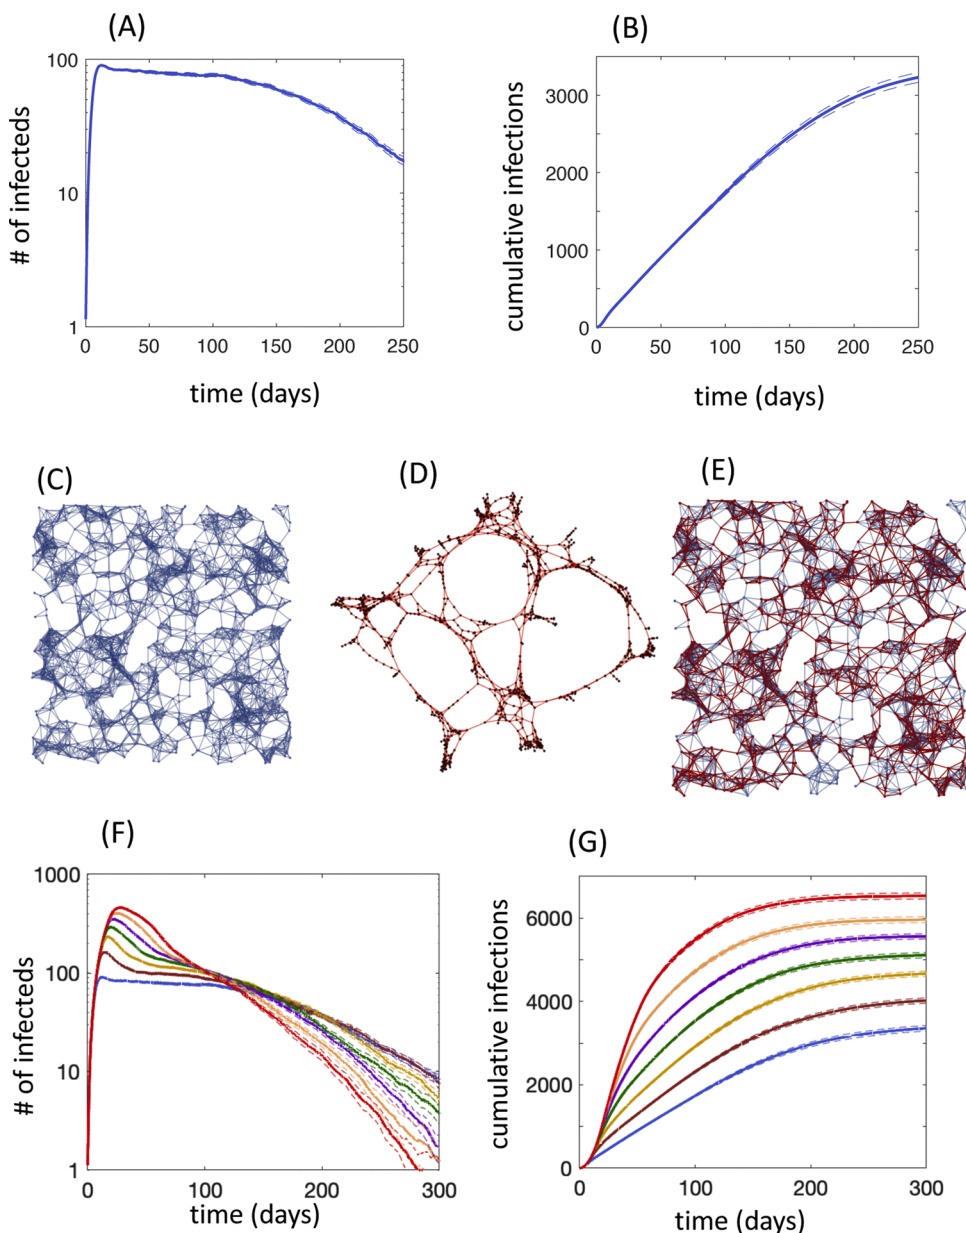 (A)
100
10
1
# of infecteds
0 50 100 150 200 250
time (days)
(B)
3000
2000
1000
0
cumulative infections
0 50 100 150 200 250
time (days)
(C)
(D)
(E)
(F)
1000
100
10
1
# of infecteds
0 100 200 300
time (days)
(G)
6000
4000
2000
0
cumulative infections
0 100 200 300
time (days)